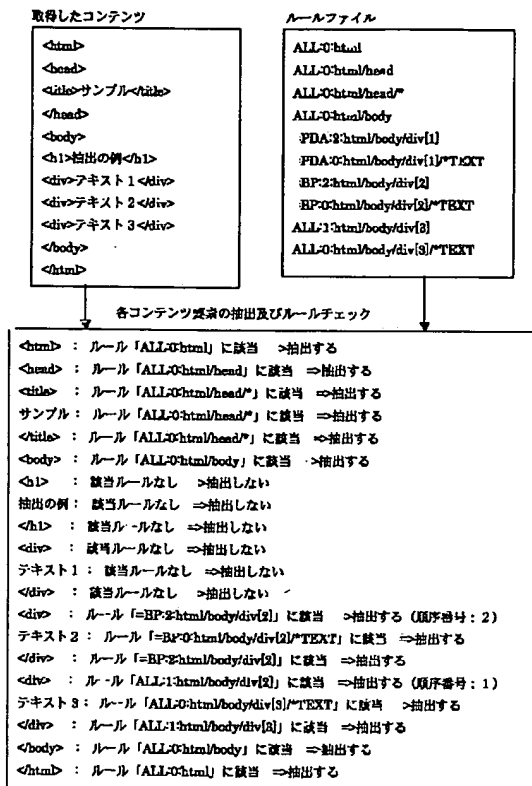 取得したコンテンツ
<html>
<head>
<title>サンプル</title>
</head>
<body>
<h1>抽出の例</h1>
<div>テキスト1</div>
<div>テキスト2</div>
<div>テキスト3</div>
</body>
</html>
ルールファイル
ALL:0:html
ALL:0:html/head
ALL:0:html/head/*
ALL:0:html/body
PDA:2:html/body/div[1]
PDA:0:html/body/div[1]/*TEXT
BP:2:html/body/div[2]
BP:0:html/body/div[2]/*TEXT
ALL:1:html/body/div[3]
ALL:0:html/body/div[3]/*TEXT
各コンテンツ要素の抽出及びルールチェック
<html> : ルール「ALL:0:html」に該当 =>抽出する
<head> : ルール「ALL:0:html/head」に該当 =>抽出する
<title> : ルール「ALL:0:html/head/*」に該当 =>抽出する
サンプル : ルール「ALL:0:html/head/*」に該当 =>抽出する
</title> : ルール「ALL:0:html/head/*」に該当 =>抽出する
<body> : ルール「ALL:0:html/body」に該当 =>抽出する
<h1> : 該当ルールなし =>抽出しない
抽出の例 : 該当ルールなし =>抽出しない
</h1> : 該当ルールなし =>抽出しない
<div> : 該当ルールなし =>抽出しない
テキスト1 : 該当ルールなし =>抽出しない
</div> : 該当ルールなし =>抽出しない
<div> : ルール「=BP:2:html/body/div[2]」に該当 =>抽出する (順序番号:2)
テキスト2 : ルール「=BP:0:html/body/div[2]/*TEXT」に該当 =>抽出する
</div> : ルール「=BP:2:html/body/div[2]」に該当 =>抽出する
<div> : ルール「ALL:1:html/body/div[2]」に該当 =>抽出する (順序番号:1)
テキスト3 : ルール「ALL:0:html/body/div[3]/*TEXT」に該当 =>抽出する
</div> : ルール「ALL:1:html/body/div[3]」に該当 =>抽出する
</body> : ルール「ALL:0:html/body」に該当 =>抽出する
</html> : ルール「ALL:0:html」に該当 =>抽出する